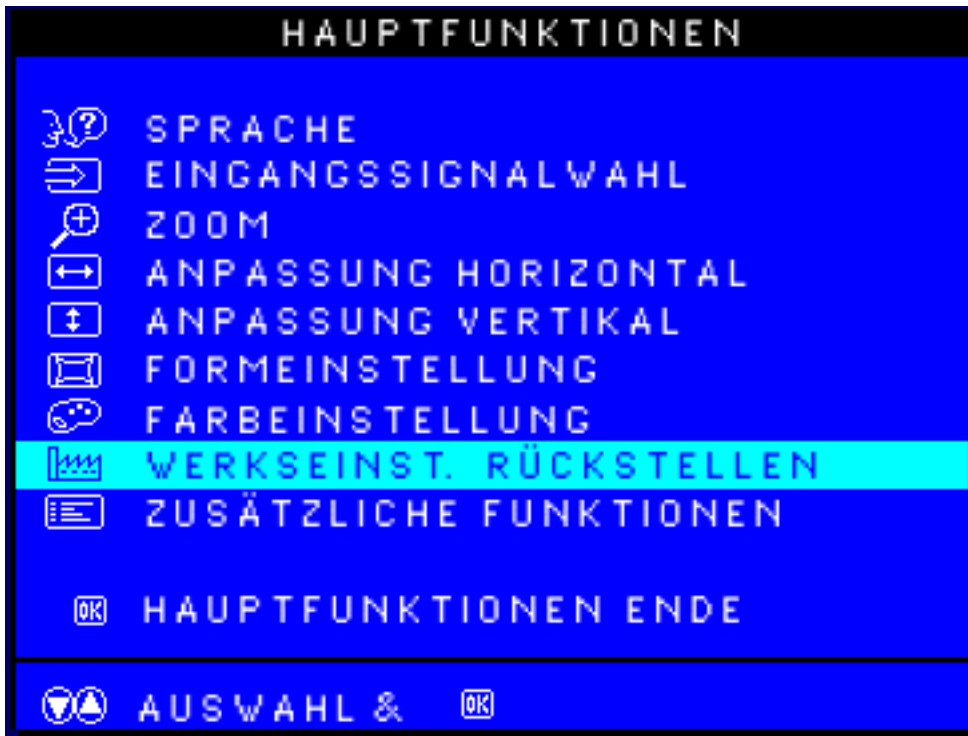 HAUPTFUNKTIONEN
SPRACHE
EINGANGSSIGNALWAHL
ZOOM
ANPASSUNG HORIZONTAL
ANPASSUNG VERTIKAL
FORMEINSTELLUNG
FARBEINSTELLUNG
WERKSEINST. RÜCKSTELLEN
ZUSÄTZLICHE FUNKTIONEN
OK HAUPTFUNKTIONEN ENDE
AUSWAHL & OK